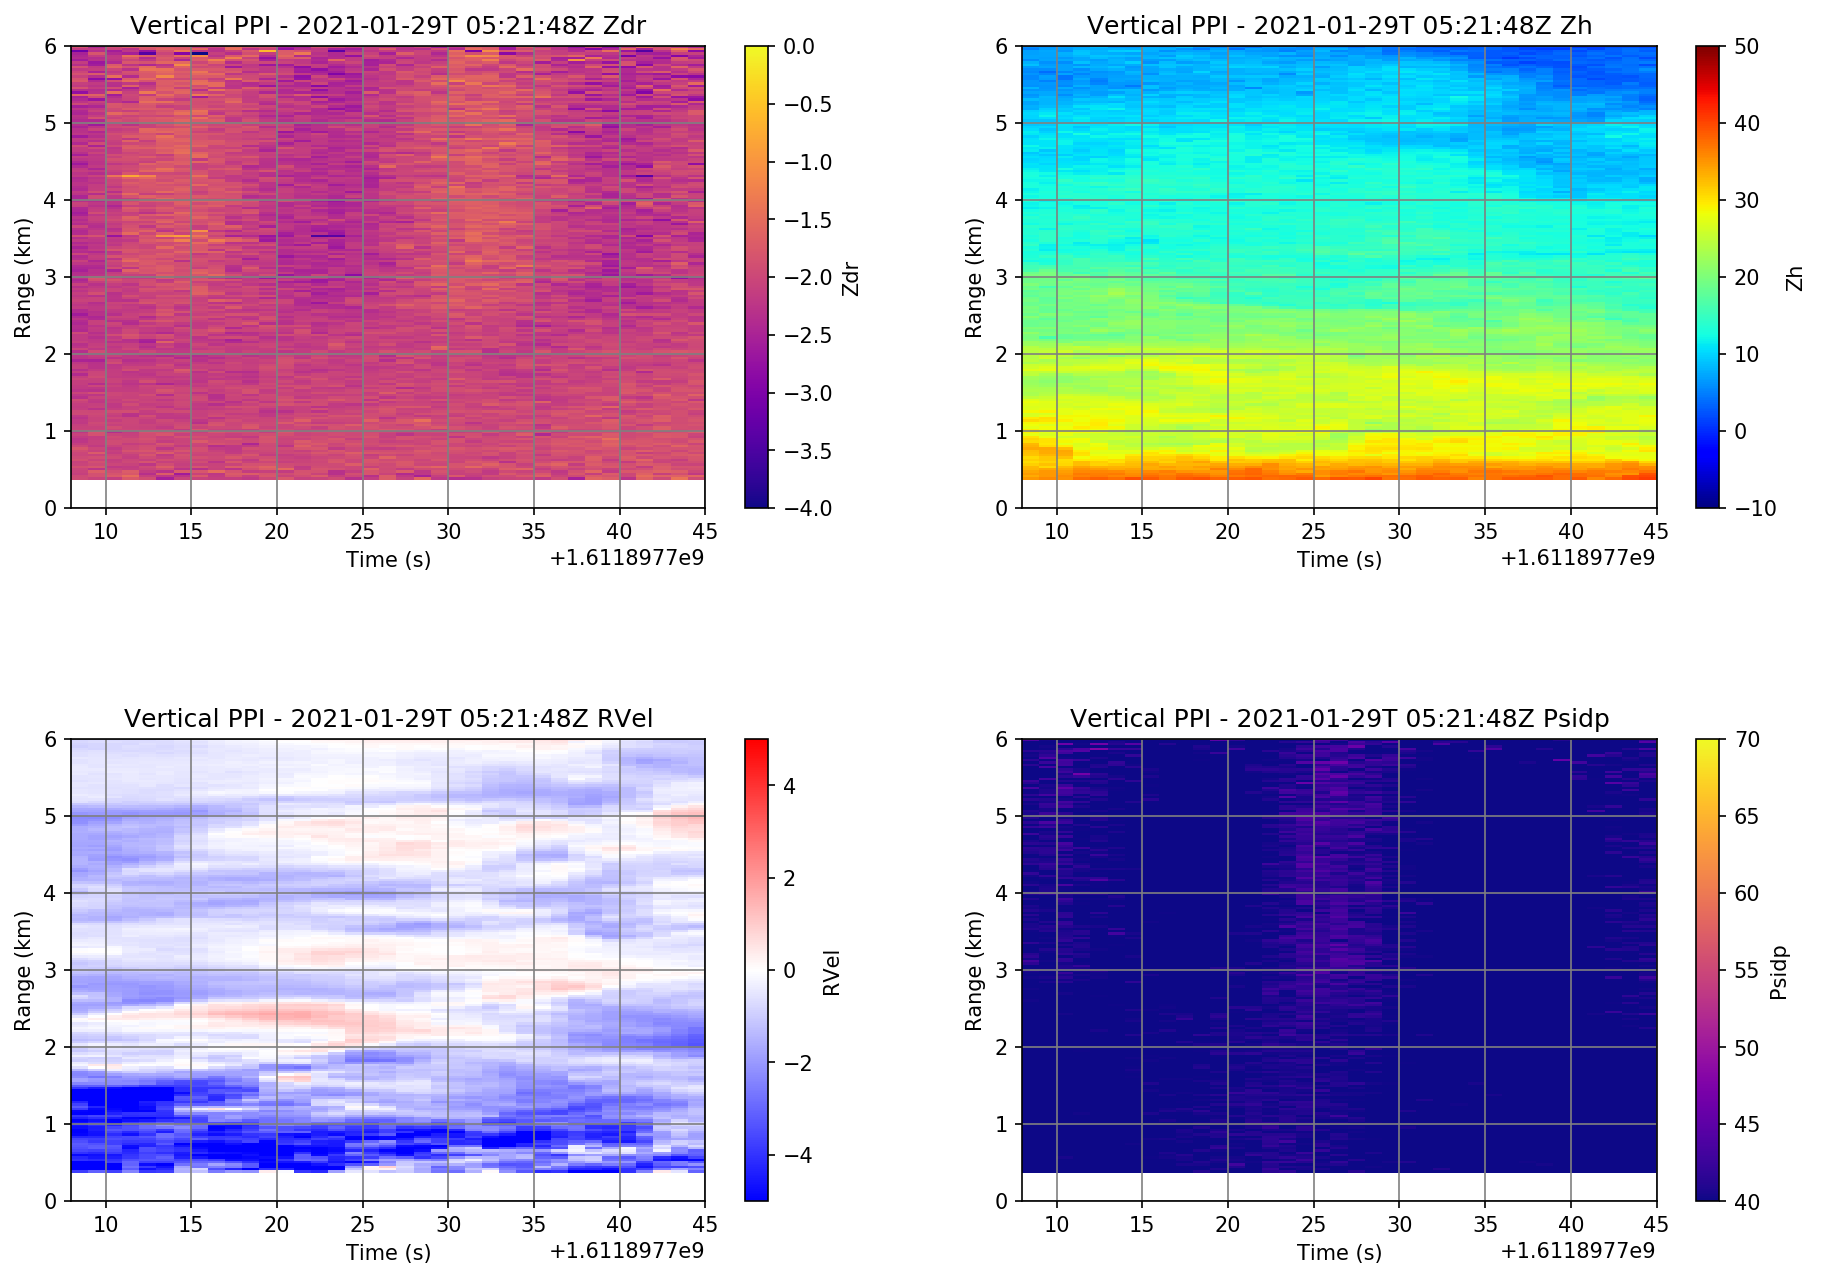 Vertical PPI - 2021-01-29T 05:21:48Z Zdr
6
5
4
3
2
1
0
Range (km)
10 15 20 25 30 35 40 45
Time (s)
+1.6118977e9
0.0
−0.5
−1.0
−1.5
−2.0
−2.5
−3.0
−3.5
−4.0
Zdr
Vertical PPI - 2021-01-29T 05:21:48Z Zh
6
5
4
3
2
1
0
Range (km)
10 15 20 25 30 35 40 45
Time (s)
+1.6118977e9
50
40
30
20
10
0
−10
Zh
Vertical PPI - 2021-01-29T 05:21:48Z RVel
6
5
4
3
2
1
0
Range (km)
10 15 20 25 30 35 40 45
Time (s)
+1.6118977e9
4
2
0
−2
−4
RVel
Vertical PPI - 2021-01-29T 05:21:48Z Psidp
6
5
4
3
2
1
0
Range (km)
10 15 20 25 30 35 40 45
Time (s)
+1.6118977e9
70
65
60
55
50
45
40
Psidp